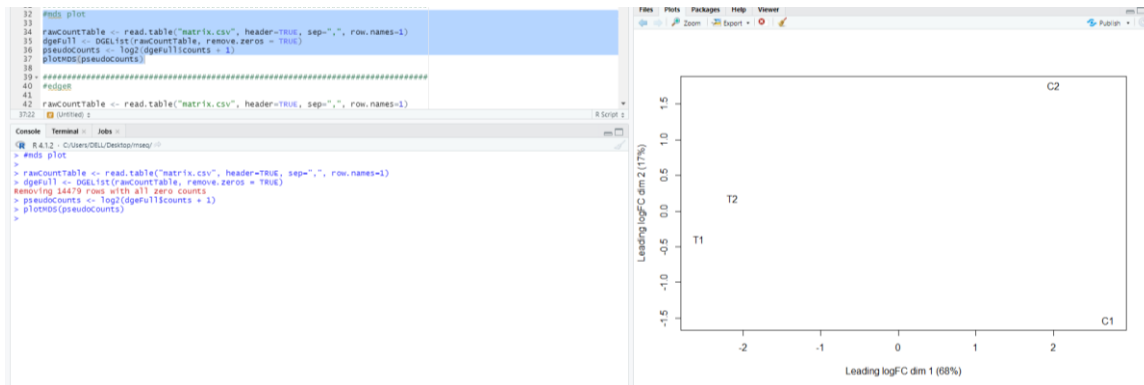 32 #mds plot
33
34 rawCountTable <- read.table("matrix.csv", header=TRUE, sep=",", row.names=1)
35 dgeFull <- DGEList(rawCountTable, remove.zeros = TRUE)
36 pseudoCounts <- log2(dgeFull$counts + 1)
37 plotMDS(pseudoCounts)
38
39 ################################################################################
40 #edgeR
41
42 rawCountTable <- read.table("matrix.csv", header=TRUE, sep=",", row.names=1)
37:22 (Untitled) R Script
Console Terminal Jobs
R 4.1.2 · C:/Users/DELL/Desktop/rnseq/
> #mds plot
>
> rawCountTable <- read.table("matrix.csv", header=TRUE, sep=",", row.names=1)
> dgeFull <- DGEList(rawCountTable, remove.zeros = TRUE)
Removing 14479 rows with all zero counts
> pseudoCounts <- log2(dgeFull$counts + 1)
> plotMDS(pseudoCounts)
>
Files Plots Packages Help Viewer
Zoom Export Publish
C2
T2
T1
C1
Leading logFC dim 2 (17%)
1.5
1.0
0.5
0.0
-0.5
-1.0
-1.5
-2 -1 0 1 2
Leading logFC dim 1 (68%)